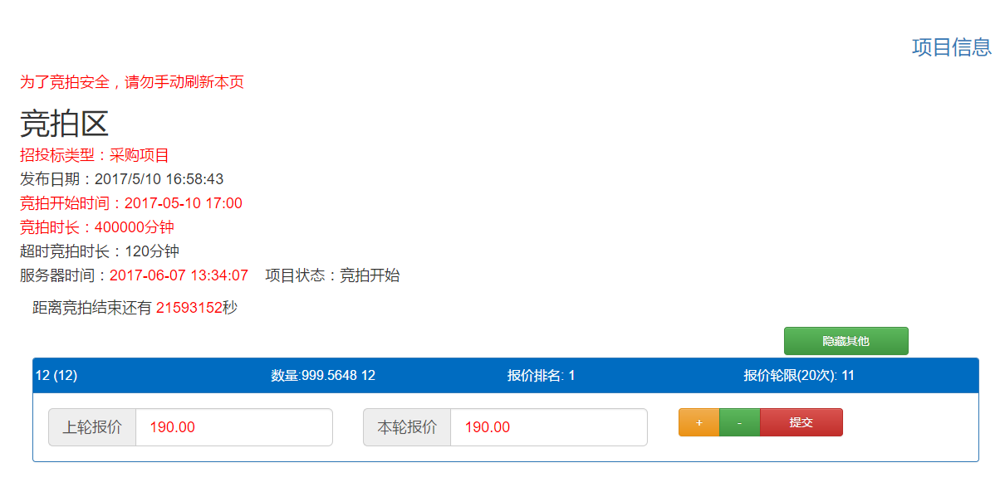 项目信息
为了竞拍安全，请勿手动刷新本页
竞拍区
招投标类型：采购项目
发布日期：2017/5/10 16:58:43
竞拍开始时间：2017-05-10 17:00
竞拍时长：400000分钟
超时竞拍时长：120分钟
服务器时间：2017-06-07 13:34:07 项目状态：竞拍开始
距离竞拍结束还有 21593152秒
隐藏其他
12 (12) 数量:999.5648 12 报价排名: 1 报价轮限(20次): 11
上轮报价 190.00 本轮报价 190.00 + - 提交